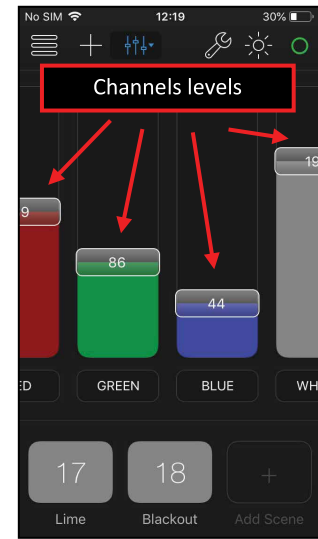 No SIM 12:19 30%
Channels levels
9 86 44 19
ED GREEN BLUE WH
17 18 +
Lime Blackout Add Scene